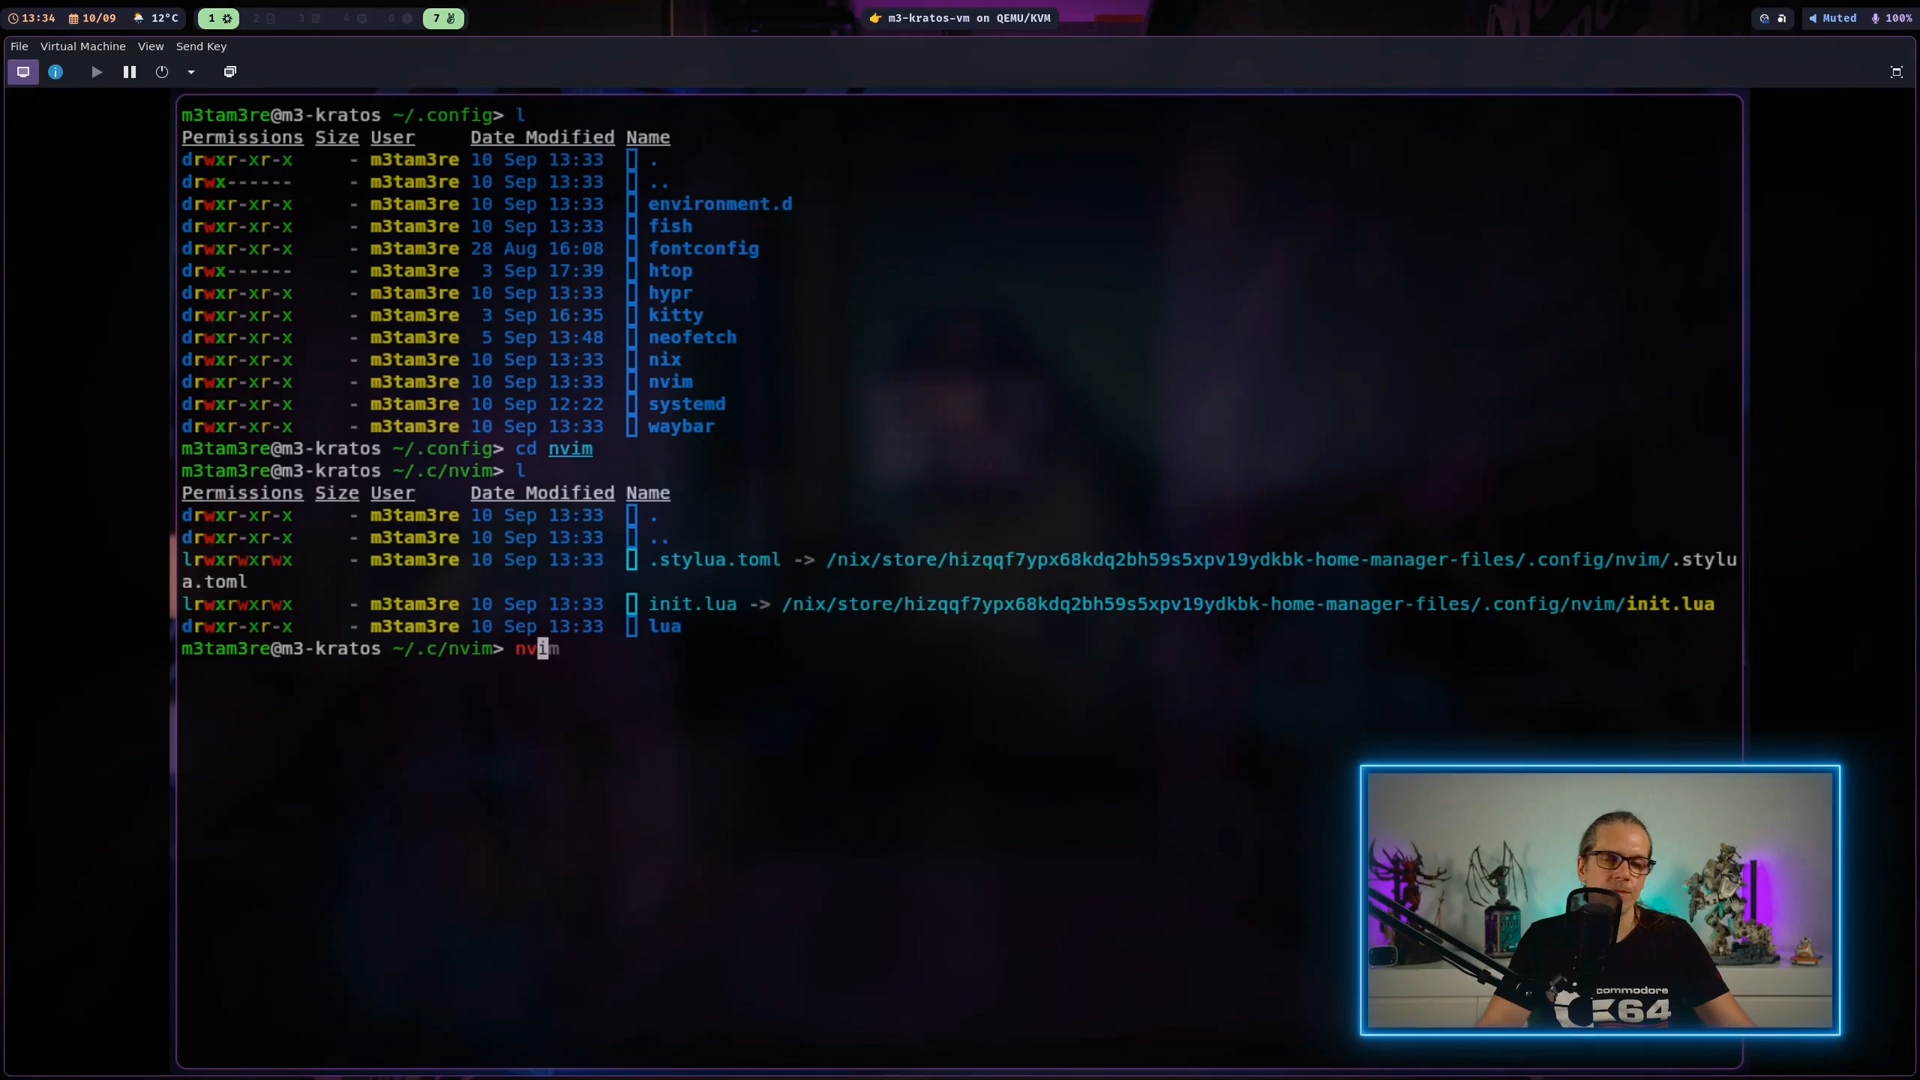 13:34 10/09 12°C 1 2 3 4 6 7 👉 m3-kratos-vm on QEMU/KVM Muted 100%
File Virtual Machine View Send Key
m3tam3re@m3-kratos ~/.config> l
Permissions Size User Date Modified Name
drwxr-xr-x - m3tam3re 10 Sep 13:33 .
drwx------ - m3tam3re 10 Sep 13:33 ..
drwxr-xr-x - m3tam3re 10 Sep 13:33 environment.d
drwxr-xr-x - m3tam3re 10 Sep 13:33 fish
drwxr-xr-x - m3tam3re 28 Aug 16:08 fontconfig
drwx------ - m3tam3re 3 Sep 17:39 htop
drwxr-xr-x - m3tam3re 10 Sep 13:33 hypr
drwxr-xr-x - m3tam3re 3 Sep 16:35 kitty
drwxr-xr-x - m3tam3re 5 Sep 13:48 neofetch
drwxr-xr-x - m3tam3re 10 Sep 13:33 nix
drwxr-xr-x - m3tam3re 10 Sep 13:33 nvim
drwxr-xr-x - m3tam3re 10 Sep 12:22 systemd
drwxr-xr-x - m3tam3re 10 Sep 13:33 waybar
m3tam3re@m3-kratos ~/.config> cd nvim
m3tam3re@m3-kratos ~/.c/nvim> l
Permissions Size User Date Modified Name
drwxr-xr-x - m3tam3re 10 Sep 13:33 .
drwxr-xr-x - m3tam3re 10 Sep 13:33 ..
lrwxrwxrwx - m3tam3re 10 Sep 13:33 .stylua.toml -> /nix/store/hizqqf7ypx68kdq2bh59s5xpv19ydkbk-home-manager-files/.config/nvim/.stylu
a.toml
lrwxrwxrwx - m3tam3re 10 Sep 13:33 init.lua -> /nix/store/hizqqf7ypx68kdq2bh59s5xpv19ydkbk-home-manager-files/.config/nvim/init.lua
drwxr-xr-x - m3tam3re 10 Sep 13:33 lua
m3tam3re@m3-kratos ~/.c/nvim> nvim
commodore
64